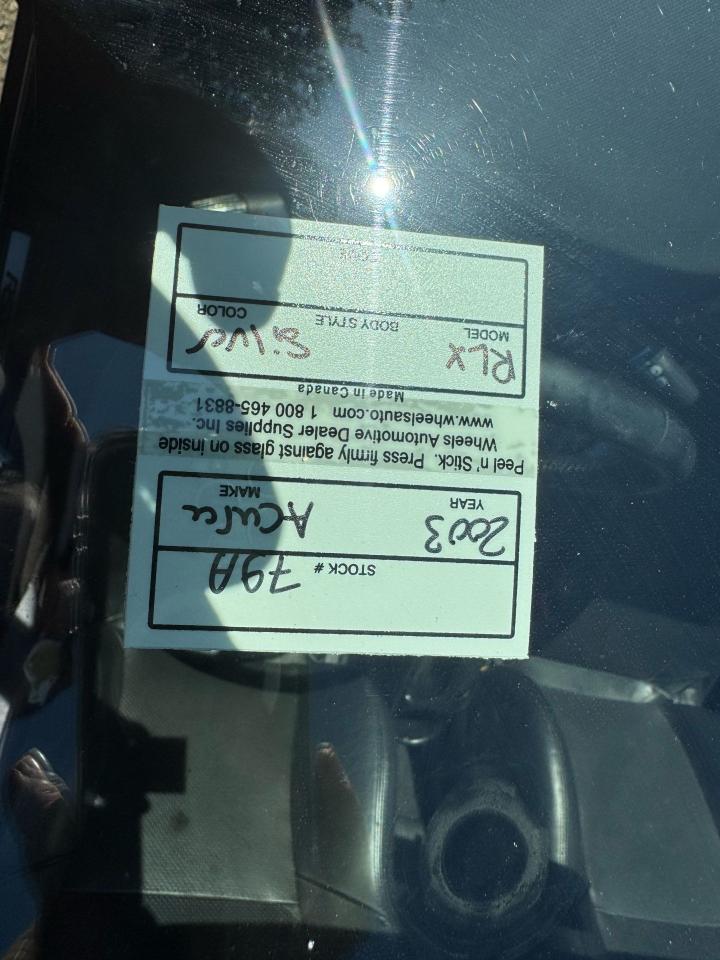 STOCK # 79A
2003 Acura
YEAR MAKE
Peel n' Stick. Press firmly against glass on inside
Wheels Automotive Dealer Supplies Inc.
www.wheelsauto.com 1 800 465-8831
Made in Canada
RLX Silver
MODEL BODY STYLE COLOR